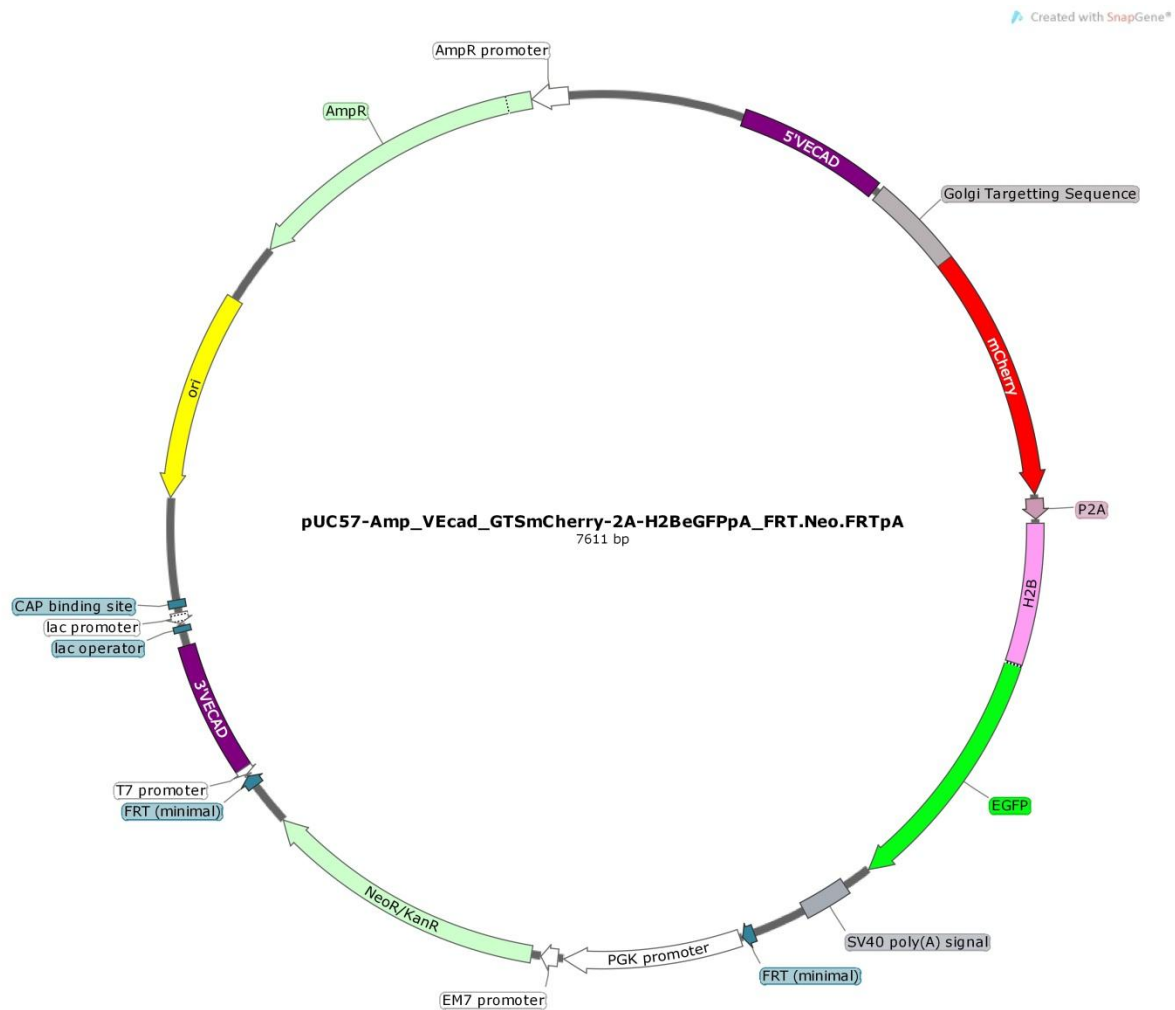 Created with SnapGene®
AmpR promoter
AmpR
5'VECAD
Golgi Targetting Sequence
mCherry
ori
pUC57-Amp_VEcad_GTSmCherry-2A-H2BeGFPpA_FRT.Neo.FRTpA
7611 bp
P2A
H2B
CAP binding site
lac promoter
lac operator
3'VECAD
T7 promoter
FRT (minimal)
EGFP
NeoR/KanR
SV40 poly(A) signal
PGK promoter
FRT (minimal)
EM7 promoter